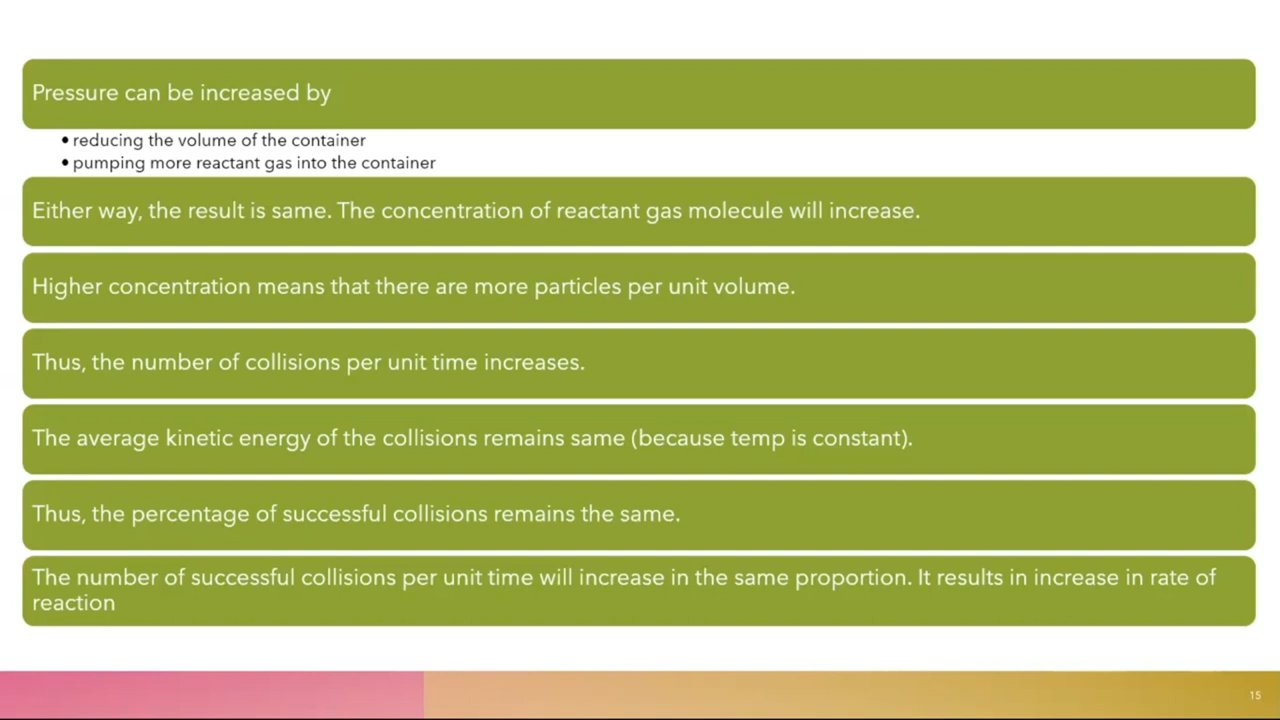 Pressure can be increased by
• reducing the volume of the container
• pumping more reactant gas into the container
Either way, the result is same. The concentration of reactant gas molecule will increase.
Higher concentration means that there are more particles per unit volume.
Thus, the number of collisions per unit time increases.
The average kinetic energy of the collisions remains same (because temp is constant).
Thus, the percentage of successful collisions remains the same.
The number of successful collisions per unit time will increase in the same proportion. It results in increase in rate of
reaction
15